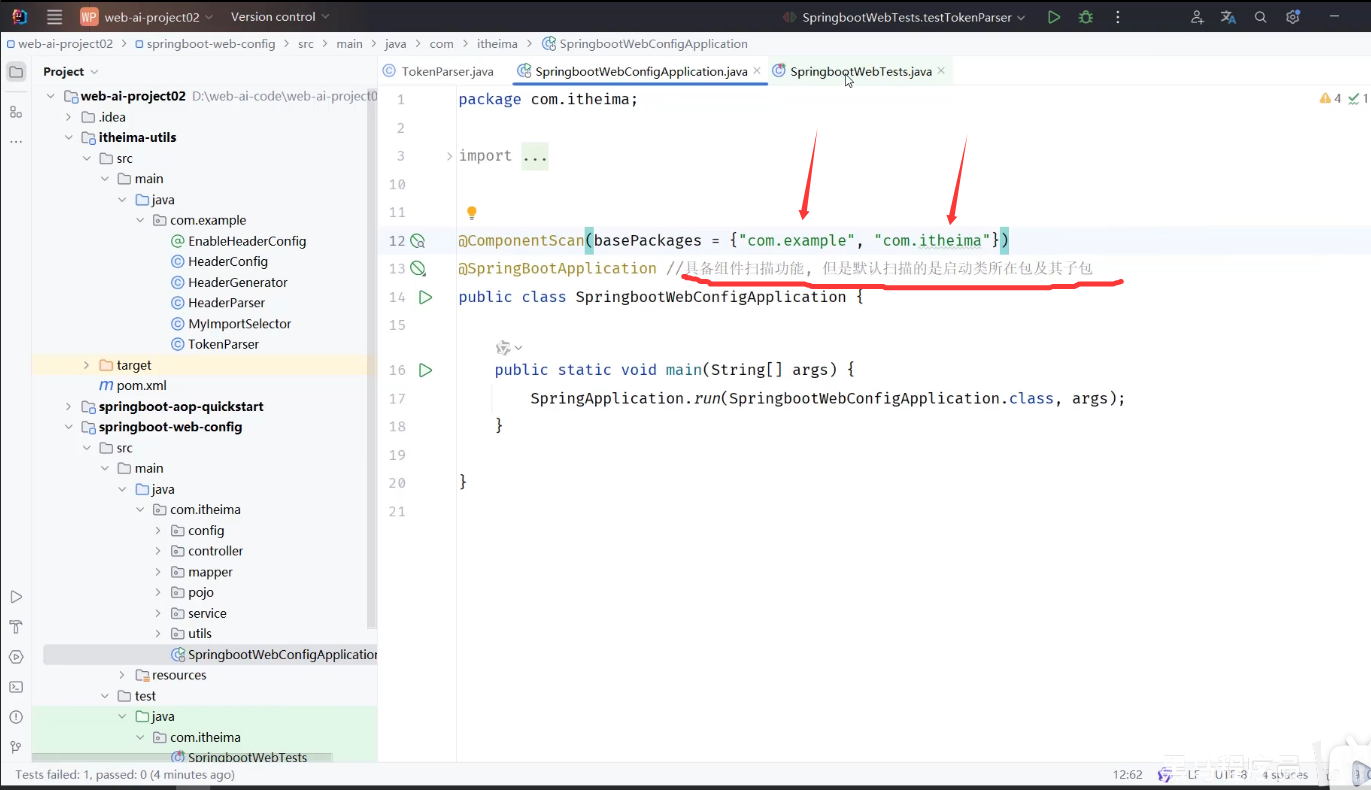 WP web-ai-project02 Version control SpringbootWebTests.testTokenParser
web-ai-project02 > springboot-web-config > src > main > java > com > itheima > SpringbootWebConfigApplication
Project
TokenParser.java SpringbootWebConfigApplication.java SpringbootWebTests.java
web-ai-project02 D:\web-ai-code\web-ai-project0
.idea
itheima-utils
src
main
java
com.example
EnableHeaderConfig
HeaderConfig
HeaderGenerator
HeaderParser
MyImportSelector
TokenParser
target
pom.xml
springboot-aop-quickstart
springboot-web-config
src
main
java
com.itheima
config
controller
mapper
pojo
service
utils
SpringbootWebConfigApplication
resources
test
java
com.itheima
SpringbootWebTests
4 1
1 package com.itheima;
2
3 import ...
10
11
12 @ComponentScan(basePackages = {"com.example", "com.itheima"})
13 @SpringBootApplication //具备组件扫描功能, 但是默认扫描的是启动类所在包及其子包
14 public class SpringbootWebConfigApplication {
15
16 public static void main(String[] args) {
17 SpringApplication.run(SpringbootWebConfigApplication.class, args);
18 }
19
20 }
21
Tests failed: 1, passed: 0 (4 minutes ago)
12:62 LF UTF-8 4 spaces